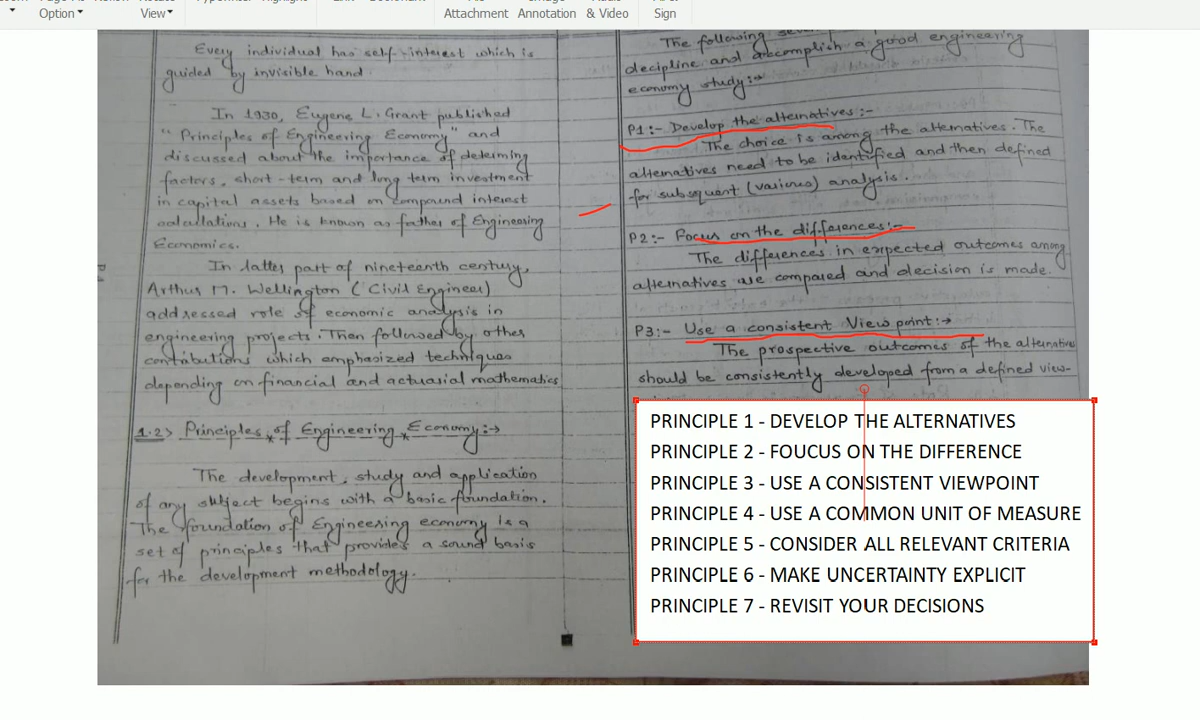 Option
View
Attachment
Annotation
& Video
Sign
Every individual has self-interest which is
guided by invisible hand.
In 1930, Eugene L. Grant published
"Principles of Engineering Economy" and
discussed about the importance of determing
factors, short-term and long term investment
in capital assets based on compound interest
calculations. He is known as father of Engineering
Economics.
In latter part of nineteenth century,
Arthur M. Wellington (Civil Engineer)
addressed role of economic analysis in
engineering projects. Then followed by other
contributions which emphasized techniques
depending on financial and actuarial mathematics
1.2> Principles of Engineering Economy:→
The development, study and application
of any subject begins with a basic foundation.
The foundation of Engineering economy is a
set of principles that provides a sound basis
for the development methodology.
The following
decipline and accomplish a good engineering
economy study:→
P1:- Develop the alternatives:-
The choice is among the alternatives. The
alternatives need to be identified and then defined
for subsquent (various) analysis.
P2:- Focus on the differences:-
The differences in expected outcomes among
alternatives are compared and decision is made.
P3:- Use a consistent View point:→
The prospective outcomes of the alternative
should be consistently developed from a defined view-
PRINCIPLE 1 - DEVELOP THE ALTERNATIVES
PRINCIPLE 2 - FOUCUS ON THE DIFFERENCE
PRINCIPLE 3 - USE A CONSISTENT VIEWPOINT
PRINCIPLE 4 - USE A COMMON UNIT OF MEASURE
PRINCIPLE 5 - CONSIDER ALL RELEVANT CRITERIA
PRINCIPLE 6 - MAKE UNCERTAINTY EXPLICIT
PRINCIPLE 7 - REVISIT YOUR DECISIONS